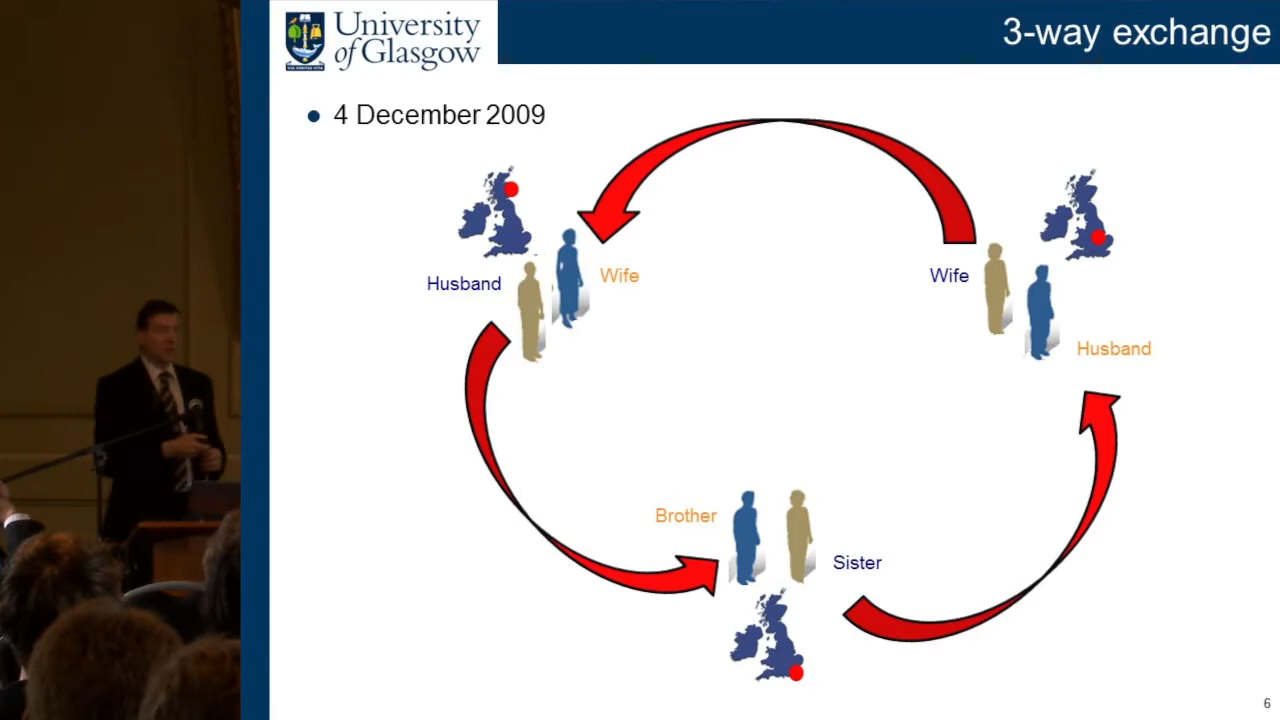 University
of Glasgow
3-way exchange
• 4 December 2009
Husband
Wife
Wife
Husband
Brother
Sister
6